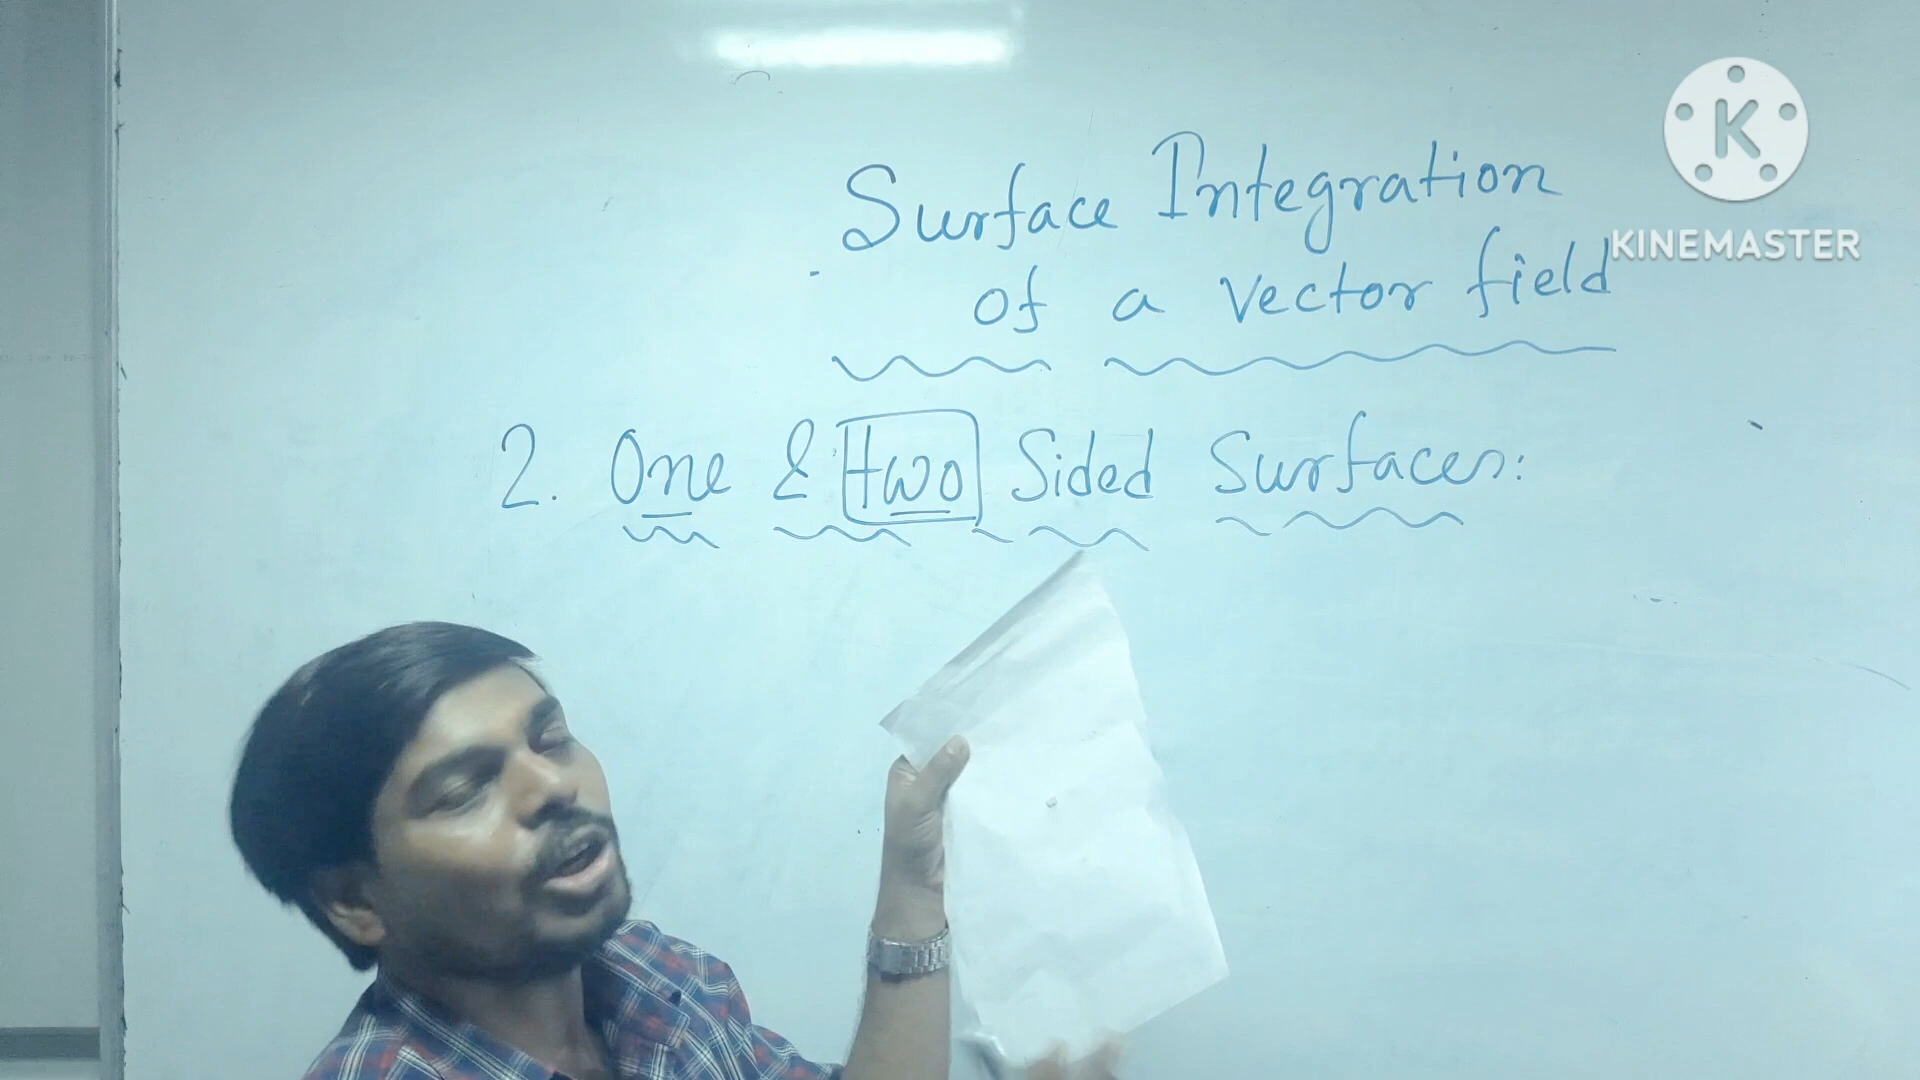 Surface Integration
of a vector field
2. One & two Sided Surfaces:
K
KINEMASTER